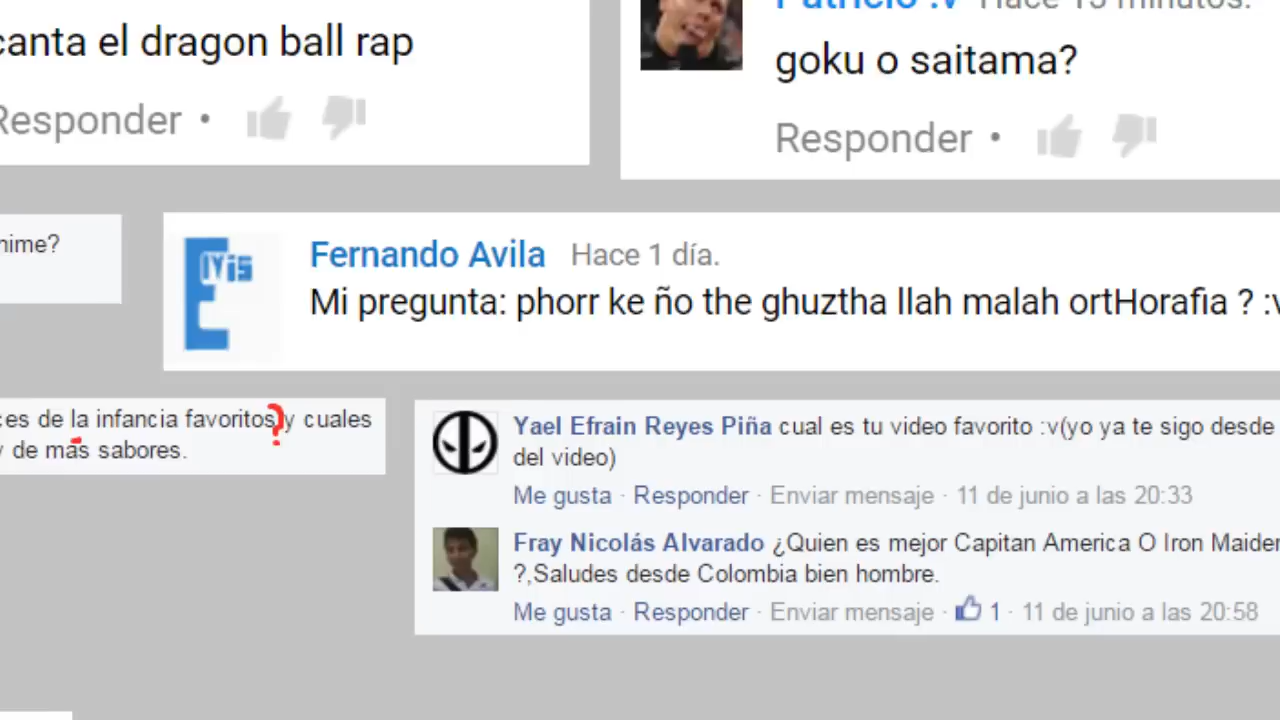 canta el dragon ball rap
Responder •
Patricio :v Hace 15 minutos.
goku o saitama?
Responder •
nime?
Fernando Avila Hace 1 día.
Mi pregunta: phorr ke ño the ghuztha llah malah ortHorafia ? :v
ces de la infancia favoritos?y cuales
y de más sabores.
Yael Efrain Reyes Piña cual es tu video favorito :v(yo ya te sigo desde
del video)
Me gusta · Responder · Enviar mensaje · 11 de junio a las 20:33
Fray Nicolás Alvarado ¿Quien es mejor Capitan America O Iron Maiden
?,Saludes desde Colombia bien hombre.
Me gusta · Responder · Enviar mensaje · 1 · 11 de junio a las 20:58